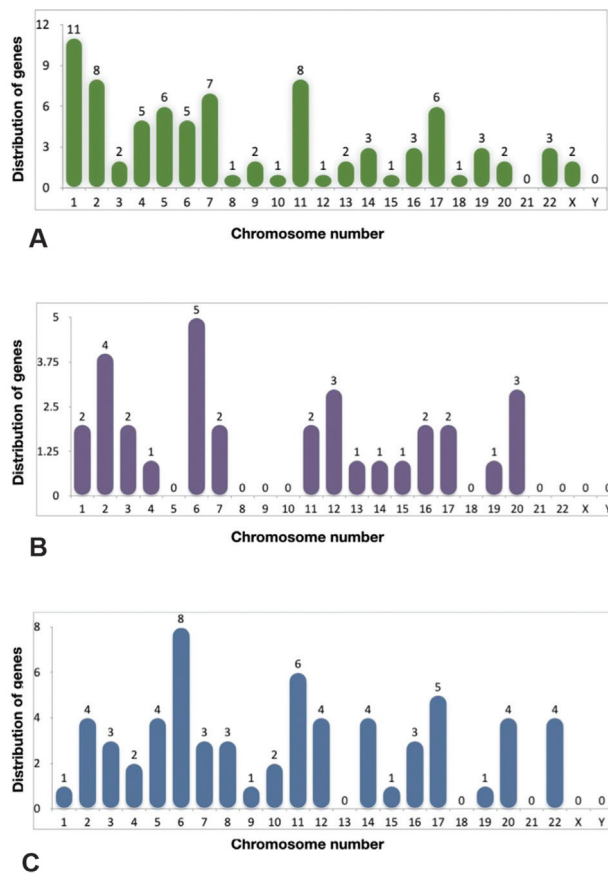 Distribution of genes
12
9
6
3
0
11 8 2 5 6 5 7 1 2 1 8 1 2 3 1 3 6 1 3 2 0 3 2 0
1 2 3 4 5 6 7 8 9 10 11 12 13 14 15 16 17 18 19 20 21 22 X Y
Chromosome number
A
Distribution of genes
5
3.75
2.5
1.25
0
2 4 2 1 0 5 2 0 0 0 2 3 1 1 1 2 2 0 1 3 0 0 0 0
1 2 3 4 5 6 7 8 9 10 11 12 13 14 15 16 17 18 19 20 21 22 X Y
Chromosome number
B
Distribution of genes
8
6
4
2
0
1 4 3 2 4 8 3 3 1 2 6 4 0 4 1 3 5 0 1 4 0 4 0 0
1 2 3 4 5 6 7 8 9 10 11 12 13 14 15 16 17 18 19 20 21 22 X Y
Chromosome number
C